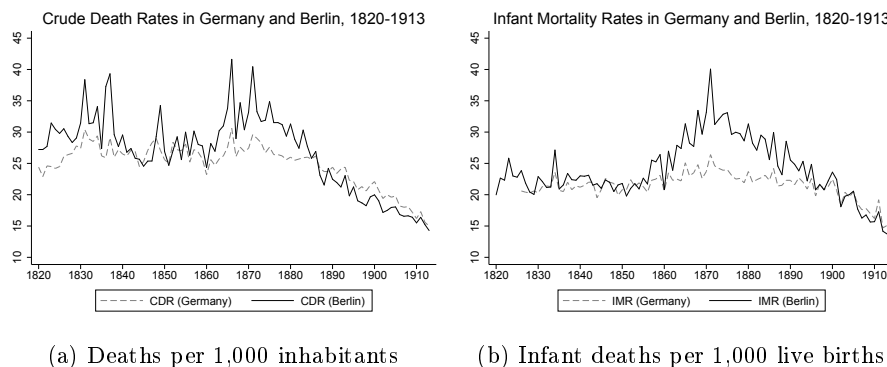 Crude Death Rates in Germany and Berlin, 1820-1913
45
40
35
30
25
20
15
10
1820 1830 1840 1850 1860 1870 1880 1890 1900 1910
CDR (Germany) CDR (Berlin)
(a) Deaths per 1,000 inhabitants
Infant Mortality Rates in Germany and Berlin, 1820-1913
45
40
35
30
25
20
15
10
1820 1830 1840 1850 1860 1870 1880 1890 1900 1910
IMR (Germany) IMR (Berlin)
(b) Infant deaths per 1,000 live births